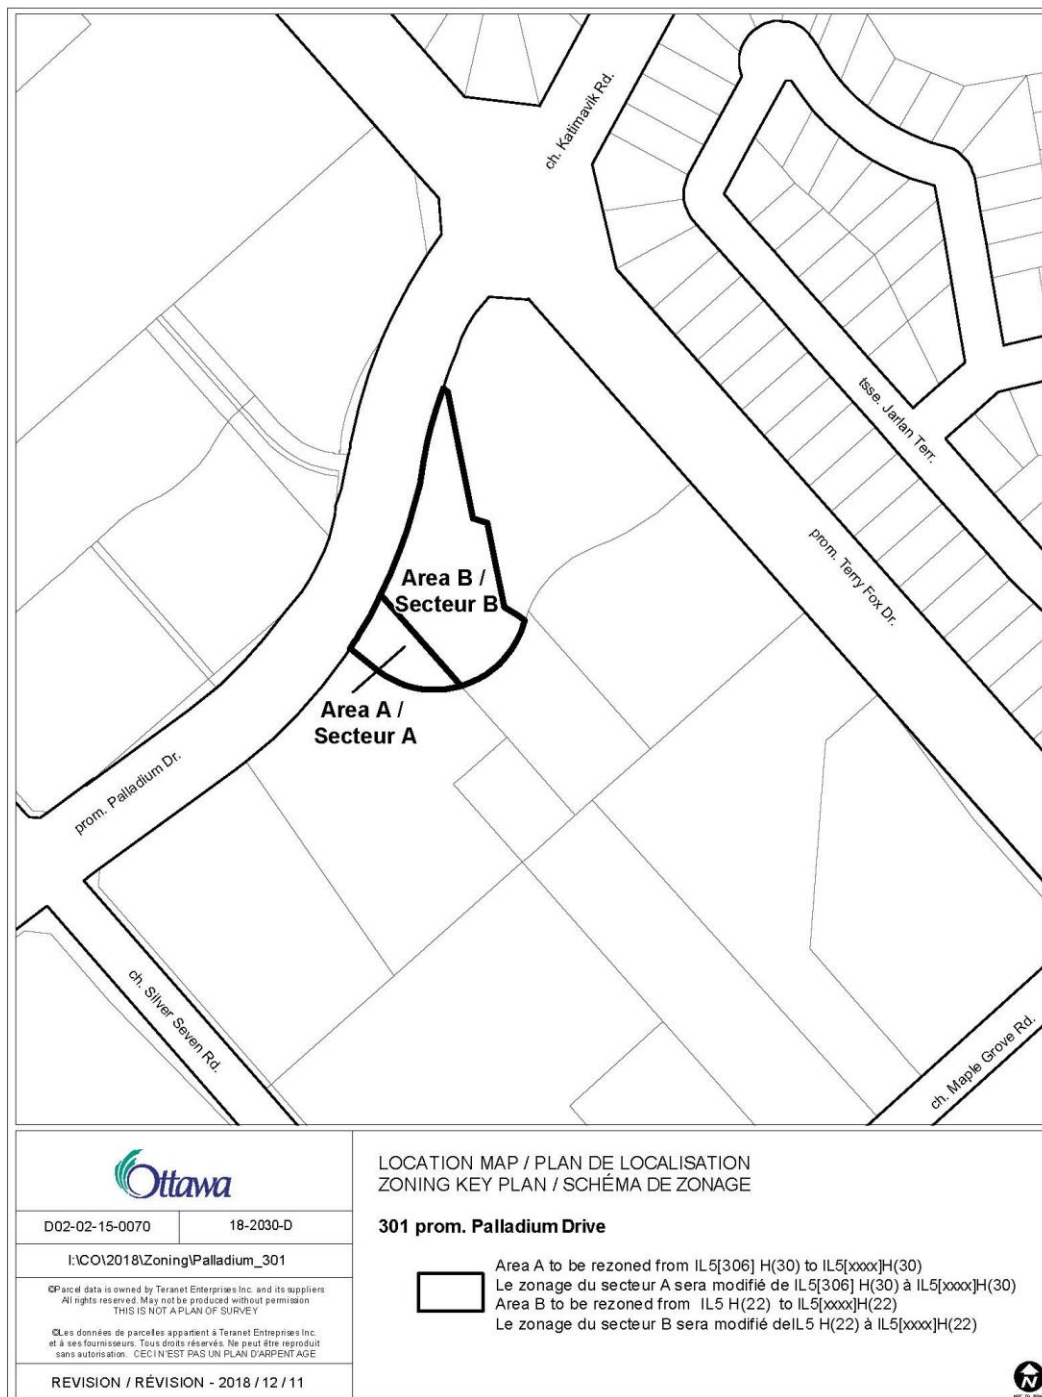 ch. Katimavik Rd.
tsse. Jarlan Terr.
prom. Terry Fox Dr.
Area B /
Secteur B
Area A /
Secteur A
prom. Palladium Dr.
ch. Silver Seven Rd.
ch. Maple Grove Rd.
Ottawa
D02-02-15-0070
18-2030-D
I:\CO\2018\Zoning\Palladium_301
©Parcel data is owned by Teranet Enterprises Inc. and its suppliers
All rights reserved. May not be produced without permission
THIS IS NOT A PLAN OF SURVEY
©Les données de parcelles appartient à Teranet Entreprises Inc.
et à ses fournisseurs. Tous droits réservés. Ne peut être reproduit
sans autorisation. CECI N'EST PAS UN PLAN D'ARPENTAGE
REVISION / RÉVISION - 2018 / 12 / 11
LOCATION MAP / PLAN DE LOCALISATION
ZONING KEY PLAN / SCHÉMA DE ZONAGE
301 prom. Palladium Drive
Area A to be rezoned from IL5[306] H(30) to IL5[xxxx]H(30)
Le zonage du secteur A sera modifié de IL5[306] H(30) à IL5[xxxx]H(30)
Area B to be rezoned from IL5 H(22) to IL5[xxxx]H(22)
Le zonage du secteur B sera modifié deIL5 H(22) à IL5[xxxx]H(22)
N